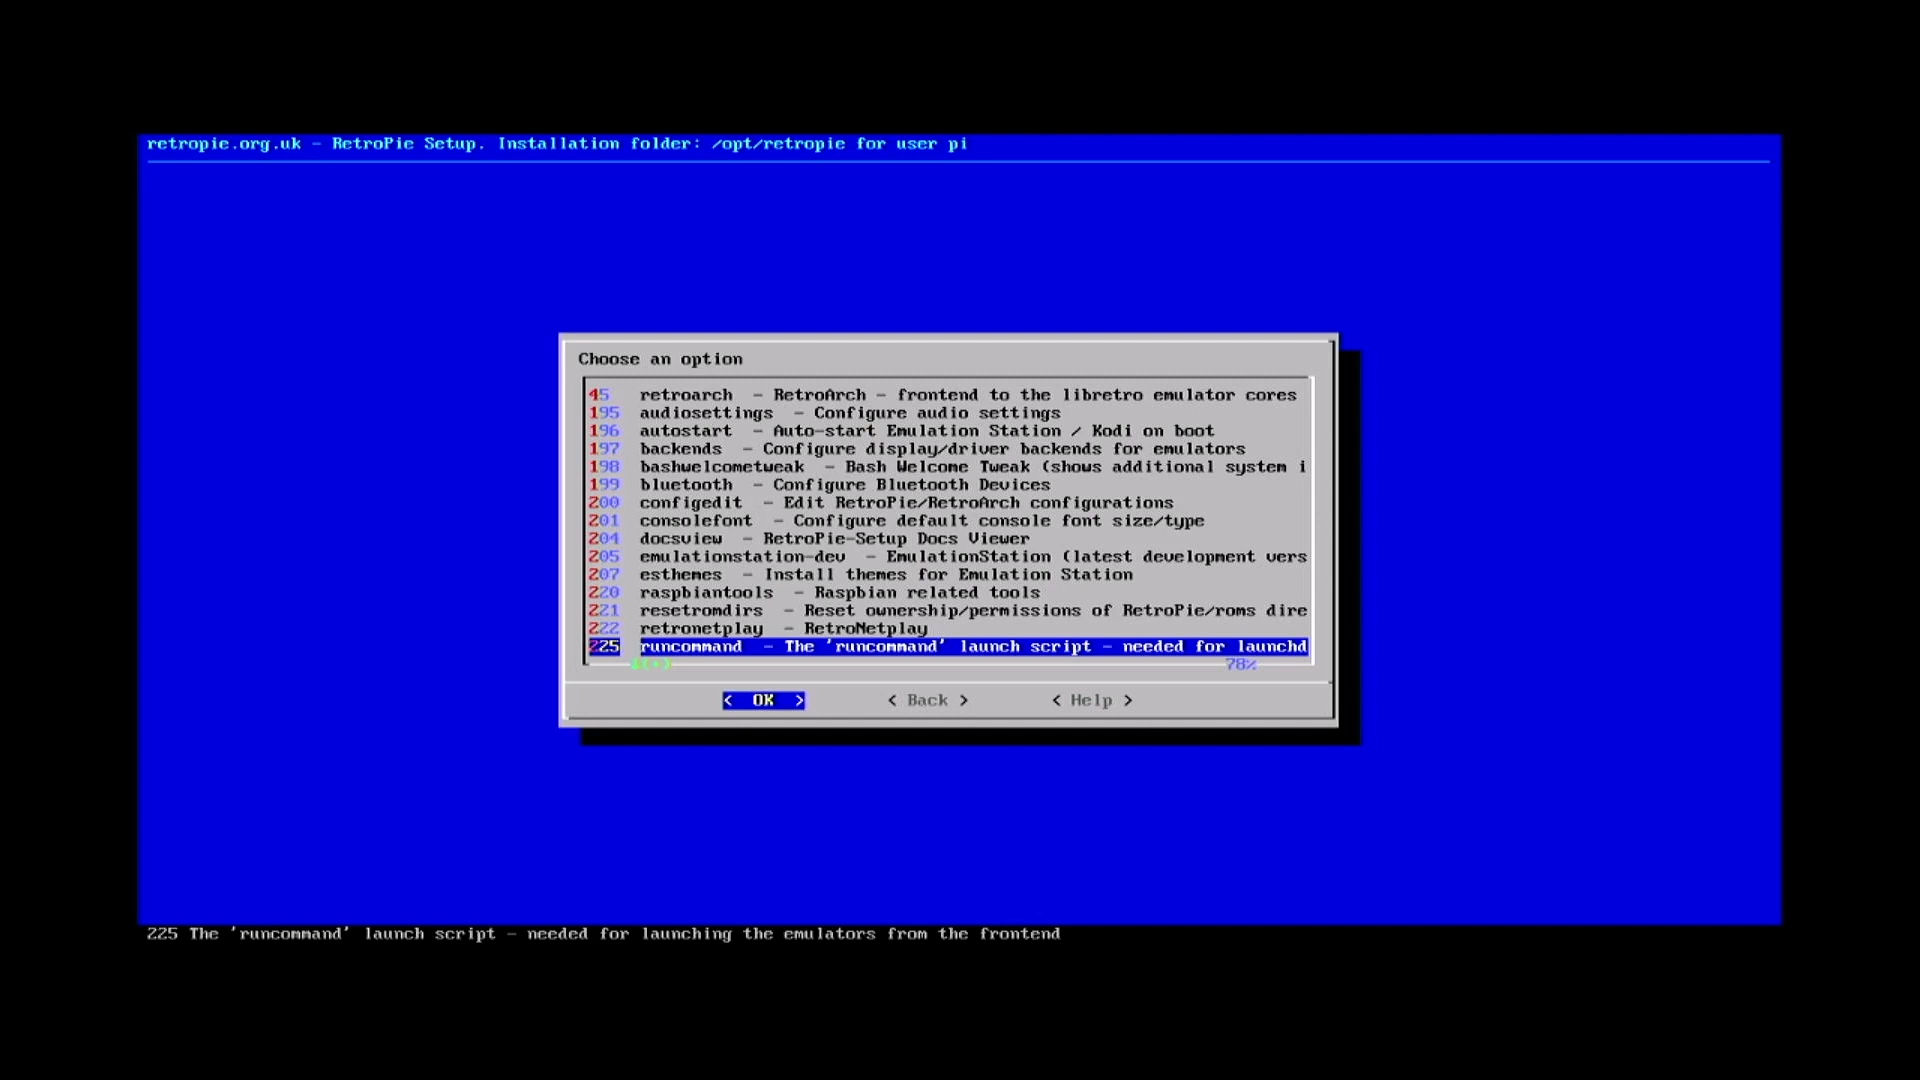 retropie.org.uk - RetroPie Setup. Installation folder: /opt/retropie for user pi
Choose an option
45 retroarch - RetroArch - frontend to the libretro emulator cores
195 audiosettings - Configure audio settings
196 autostart - Auto-start Emulation Station / Kodi on boot
197 backends - Configure display/driver backends for emulators
198 bashwelcometweak - Bash Welcome Tweak (shows additional system i
199 bluetooth - Configure Bluetooth Devices
200 configedit - Edit RetroPie/RetroArch configurations
201 consolefont - Configure default console font size/type
204 docsview - RetroPie-Setup Docs Viewer
205 emulationstation-dev - EmulationStation (latest development vers
207 esthemes - Install themes for Emulation Station
220 raspbiantools - Raspbian related tools
221 resetromdirs - Reset ownership/permissions of RetroPie/roms dire
222 retronetplay - RetroNetplay
225 runcommand - The 'runcommand' launch script - needed for launchd
↓(+) 78%
< OK > < Back > < Help >
225 The 'runcommand' launch script - needed for launching the emulators from the frontend